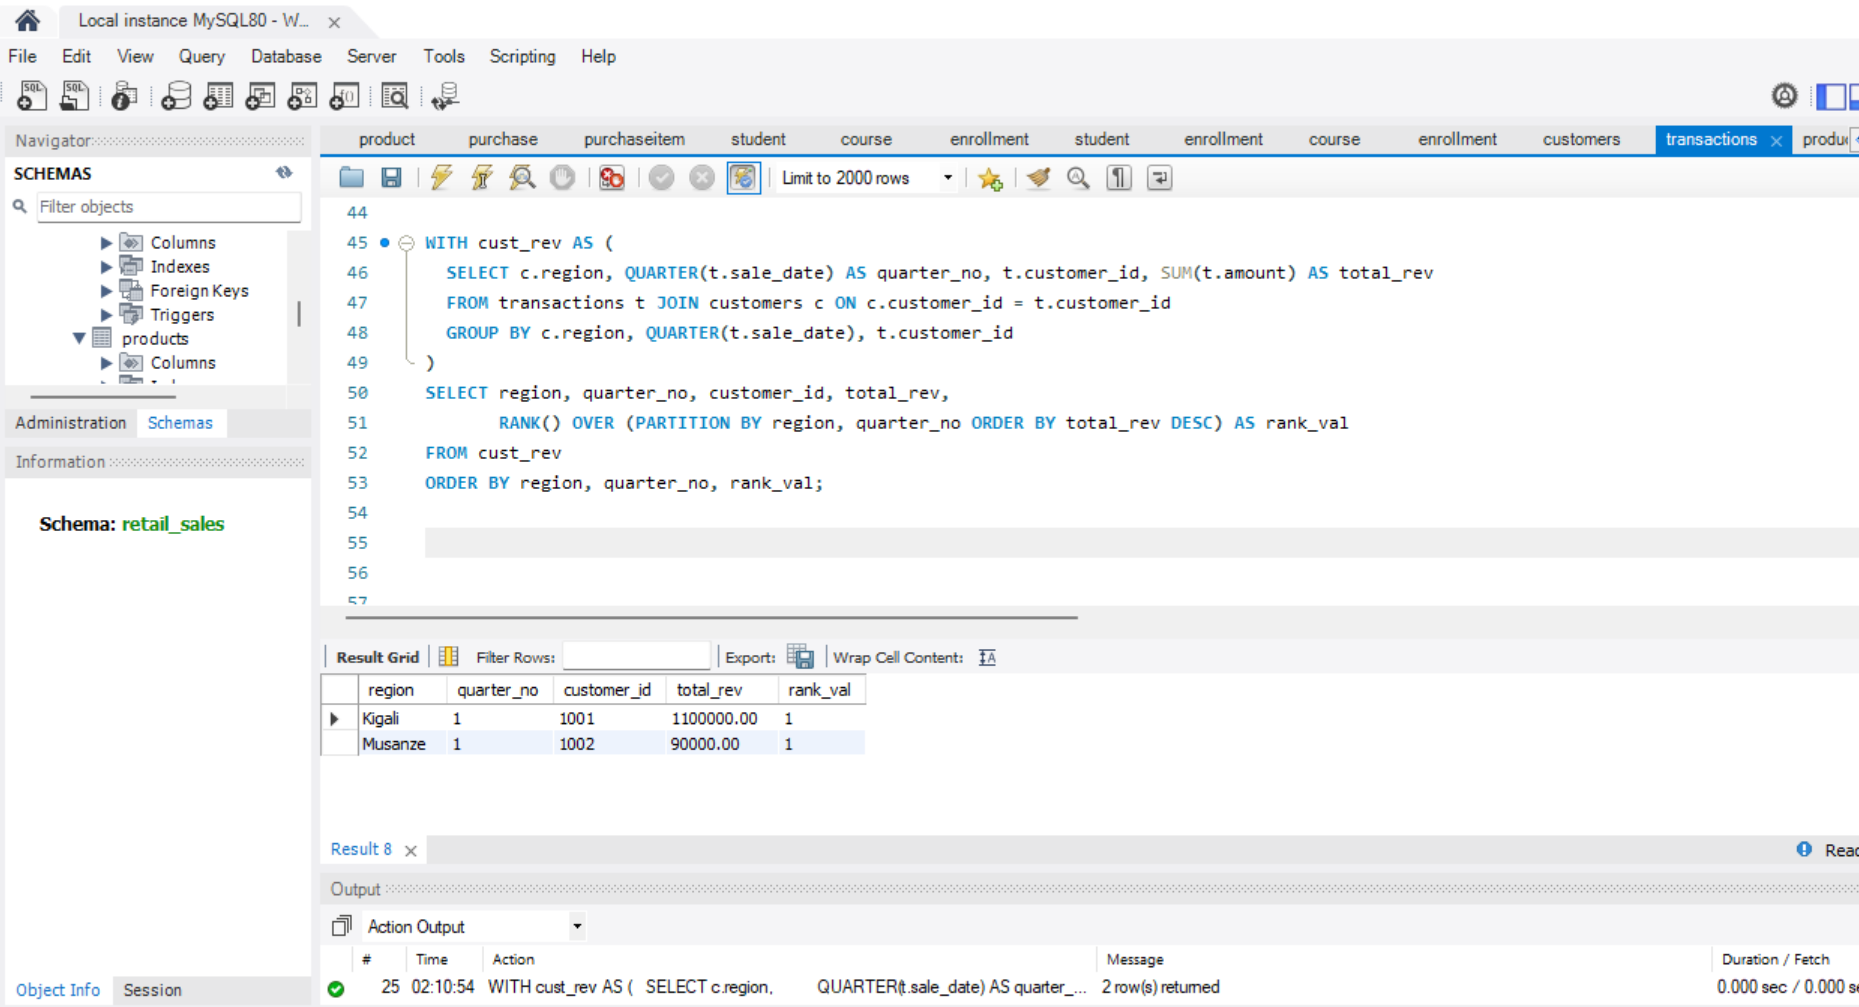 Local instance MySQL80 - W...
File Edit View Query Database Server Tools Scripting Help
Navigator
SCHEMAS
Filter objects
Columns
Indexes
Foreign Keys
Triggers
products
Columns
Administration Schemas
Information
Schema: retail_sales
Object Info Session
product purchase purchaseitem student course enrollment student enrollment course enrollment customers transactions produ
Limit to 2000 rows
44
45 WITH cust_rev AS (
46 SELECT c.region, QUARTER(t.sale_date) AS quarter_no, t.customer_id, SUM(t.amount) AS total_rev
47 FROM transactions t JOIN customers c ON c.customer_id = t.customer_id
48 GROUP BY c.region, QUARTER(t.sale_date), t.customer_id
49 )
50 SELECT region, quarter_no, customer_id, total_rev,
51 RANK() OVER (PARTITION BY region, quarter_no ORDER BY total_rev DESC) AS rank_val
52 FROM cust_rev
53 ORDER BY region, quarter_no, rank_val;
54
55
56
57
Result Grid Filter Rows: Export: Wrap Cell Content:
region quarter_no customer_id total_rev rank_val
Kigali 1 1001 1100000.00 1
Musanze 1 1002 90000.00 1
Result 8 Read
Output
Action Output
# Time Action Message Duration / Fetch
25 02:10:54 WITH cust_rev AS ( SELECT c.region, QUARTER(t.sale_date) AS quarter_... 2 row(s) returned 0.000 sec / 0.000 se